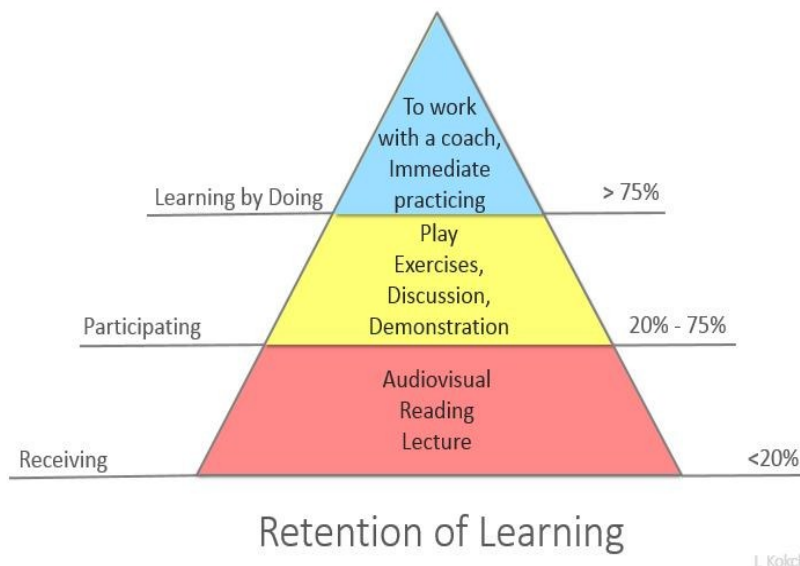 To work
with a coach,
Immediate
practicing
Learning by Doing
> 75%
Play
Exercises,
Discussion,
Demonstration
Participating
20% - 75%
Audiovisual
Reading
Lecture
Receiving
<20%
Retention of Learning